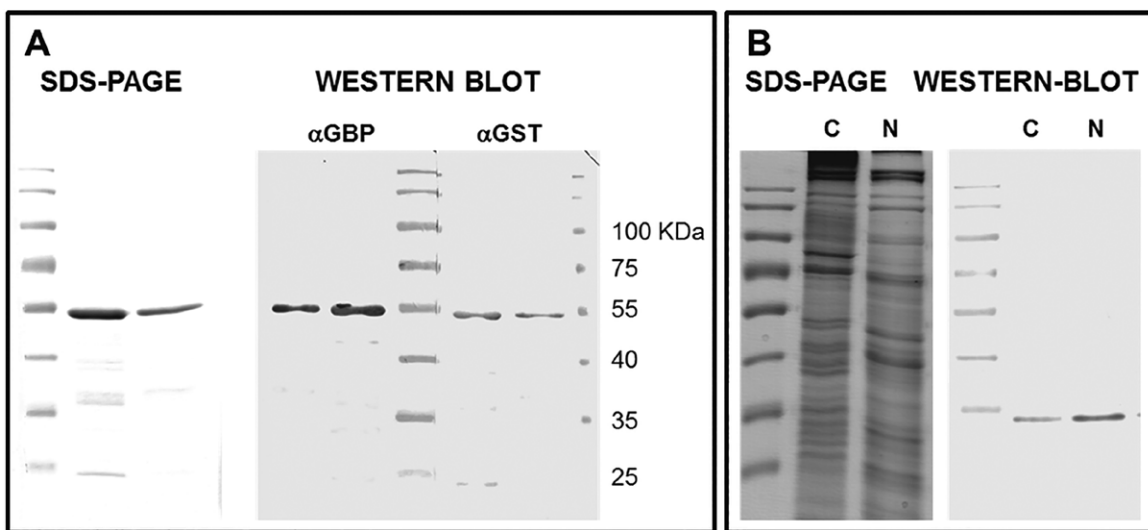 A
SDS-PAGE
WESTERN BLOT
αGBP
αGST
100 KDa
75
55
40
35
25
B
SDS-PAGE
WESTERN-BLOT
C
N
C
N